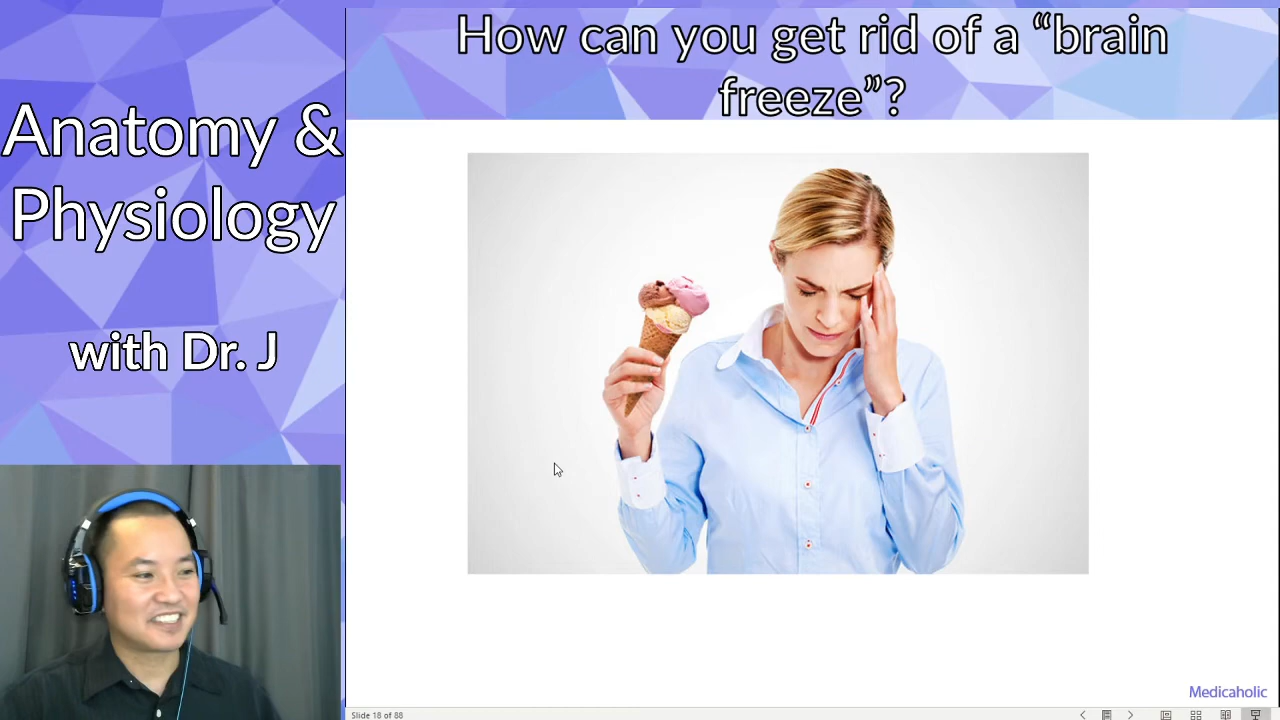 Anatomy &
Physiology
with Dr. J
How can you get rid of a “brain
freeze”?
Medicaholic
Slide 18 of 88